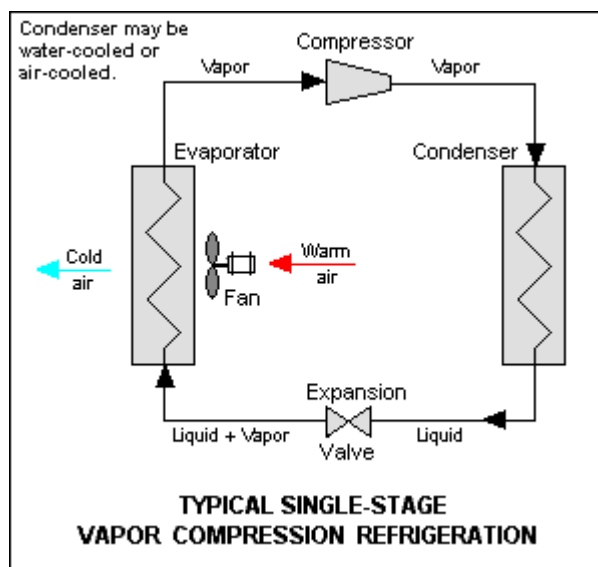 Condenser may be
water-cooled or
air-cooled.
Compressor
Vapor
Vapor
Evaporator
Condenser
Cold
air
Warm
air
Fan
Expansion
Valve
Liquid + Vapor
Liquid
TYPICAL SINGLE-STAGE
VAPOR COMPRESSION REFRIGERATION